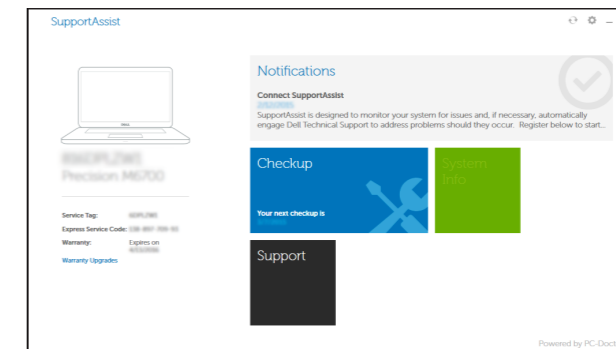 SupportAssist
Notifications
Connect SupportAssist
SupportAssist is designed to monitor your system for issues and, if necessary, automatically
engage Dell Technical Support to address problems should they occur. Register below to start...
DELL
Precision M6700
Checkup
System
Info
Your next checkup is
Service Tag:
Express Service Code:
Warranty: Expires on
Warranty Upgrades
Support
Powered by PC-Doct